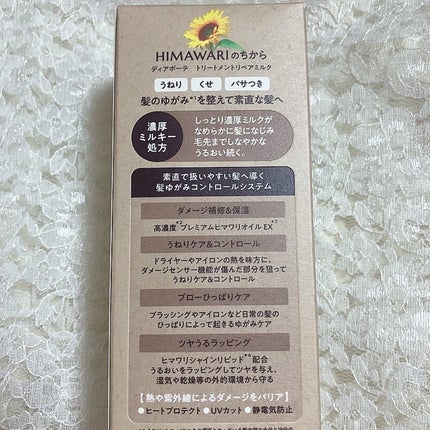 HIMAWARIのちから
ディアボーテ トリートメントリペアミルク
うねり くせ パサつき
髪のゆがみ*¹を整えて素直な髪へ
濃厚
ミルキー
処方
しっとり濃厚ミルクが
なめらかに髪になじみ
毛先までしなやかな
うるおい続く。
素直で扱いやすい髪へ導く
髪ゆがみコントロールシステム
ダメージ補修&保湿
高濃度*²プレミアムヒマワリオイルEX*³
うねりケア&コントロール
ドライヤーやアイロンの熱を味方に、
ダメージセンサー機能が傷んだ部分を狙って
うねりケア&コントロール
ブローひっぱりケア
ブラッシングやアイロンなど日常の髪の
ひっぱりによって起きるゆがみケア
ツヤうるラッピング
ヒマワリシャインリピッド*⁴配合
うるおいをラッピングしてツヤを与え、
湿気や乾燥等の外的環境から守る
【熱や紫外線によるダメージをバリア】
●ヒートプロテクト●UVカット●静電気防止